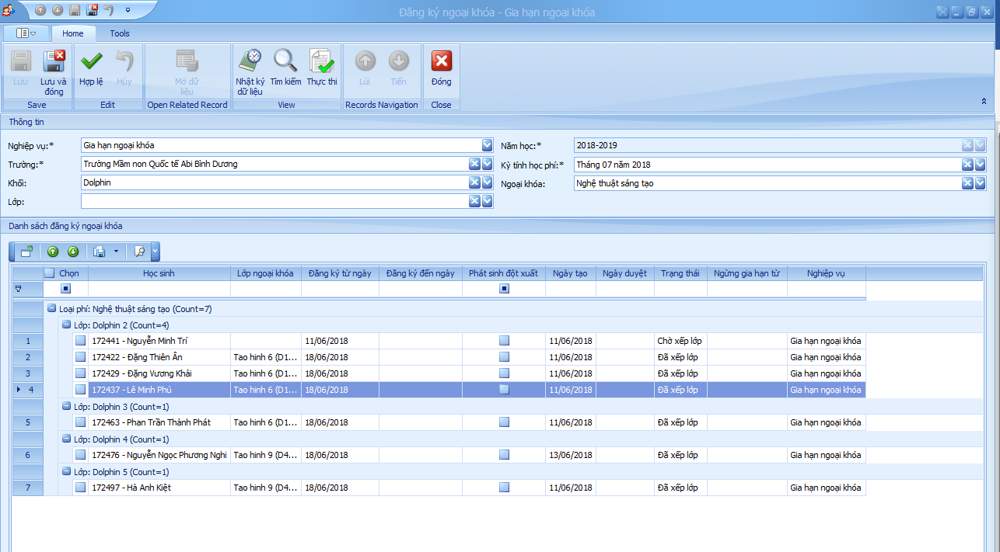 Đăng ký ngoại khóa - Gia hạn ngoại khóa
Home Tools
Lưu Lưu và đóng Hợp lệ Hủy Mở dữ liệu Nhật ký dữ liệu Tìm kiếm Thực thi Lùi Tiến Đóng
Save Edit Open Related Record View Records Navigation Close
Thông tin
Nghiệp vụ:* Gia hạn ngoại khóa Năm học:* 2018-2019
Trường:* Trường Mầm non Quốc tế Abi Bình Dương Kỳ tính học phí:* Tháng 07 năm 2018
Khối: Dolphin Ngoại khóa: Nghệ thuật sáng tạo
Lớp:
Danh sách đăng ký ngoại khóa
Chọn Học sinh Lớp ngoại khóa Đăng ký từ ngày Đăng ký đến ngày Phát sinh đột xuất Ngày tạo Ngày duyệt Trạng thái Ngừng gia hạn từ Nghiệp vụ
Loại phí: Nghệ thuật sáng tạo (Count=7)
Lớp: Dolphin 2 (Count=4)
1 172441 - Nguyễn Minh Trí 11/06/2018 11/06/2018 Chờ xếp lớp Gia hạn ngoại khóa
2 172422 - Đặng Thiên Ân Tao hinh 6 (D1... 18/06/2018 11/06/2018 Đã xếp lớp Gia hạn ngoại khóa
3 172429 - Đặng Vương Khải Tao hinh 6 (D1... 18/06/2018 11/06/2018 Đã xếp lớp Gia hạn ngoại khóa
4 172437 - Lê Minh Phú Tao hinh 6 (D1... 18/06/2018 11/06/2018 Đã xếp lớp Gia hạn ngoại khóa
Lớp: Dolphin 3 (Count=1)
5 172463 - Phan Trần Thành Phát Tao hinh 6 (D1... 18/06/2018 11/06/2018 Đã xếp lớp Gia hạn ngoại khóa
Lớp: Dolphin 4 (Count=1)
6 172476 - Nguyễn Ngọc Phương Nghi Tao hinh 9 (D4... 18/06/2018 13/06/2018 Đã xếp lớp Gia hạn ngoại khóa
Lớp: Dolphin 5 (Count=1)
7 172497 - Hà Anh Kiệt Tao hinh 9 (D4... 18/06/2018 11/06/2018 Đã xếp lớp Gia hạn ngoại khóa